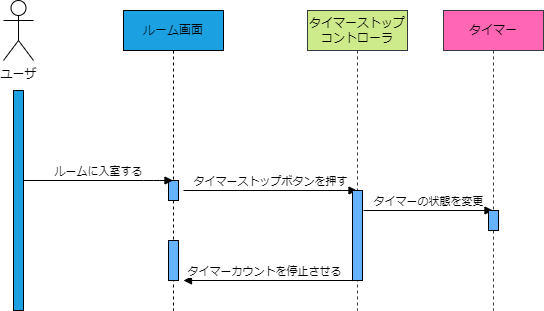 ルーム画面
タイマーストップ
コントローラ
タイマー
ユーザ
ルームに入室する
タイマーストップボタンを押す
タイマーの状態を変更
タイマーカウントを停止させる